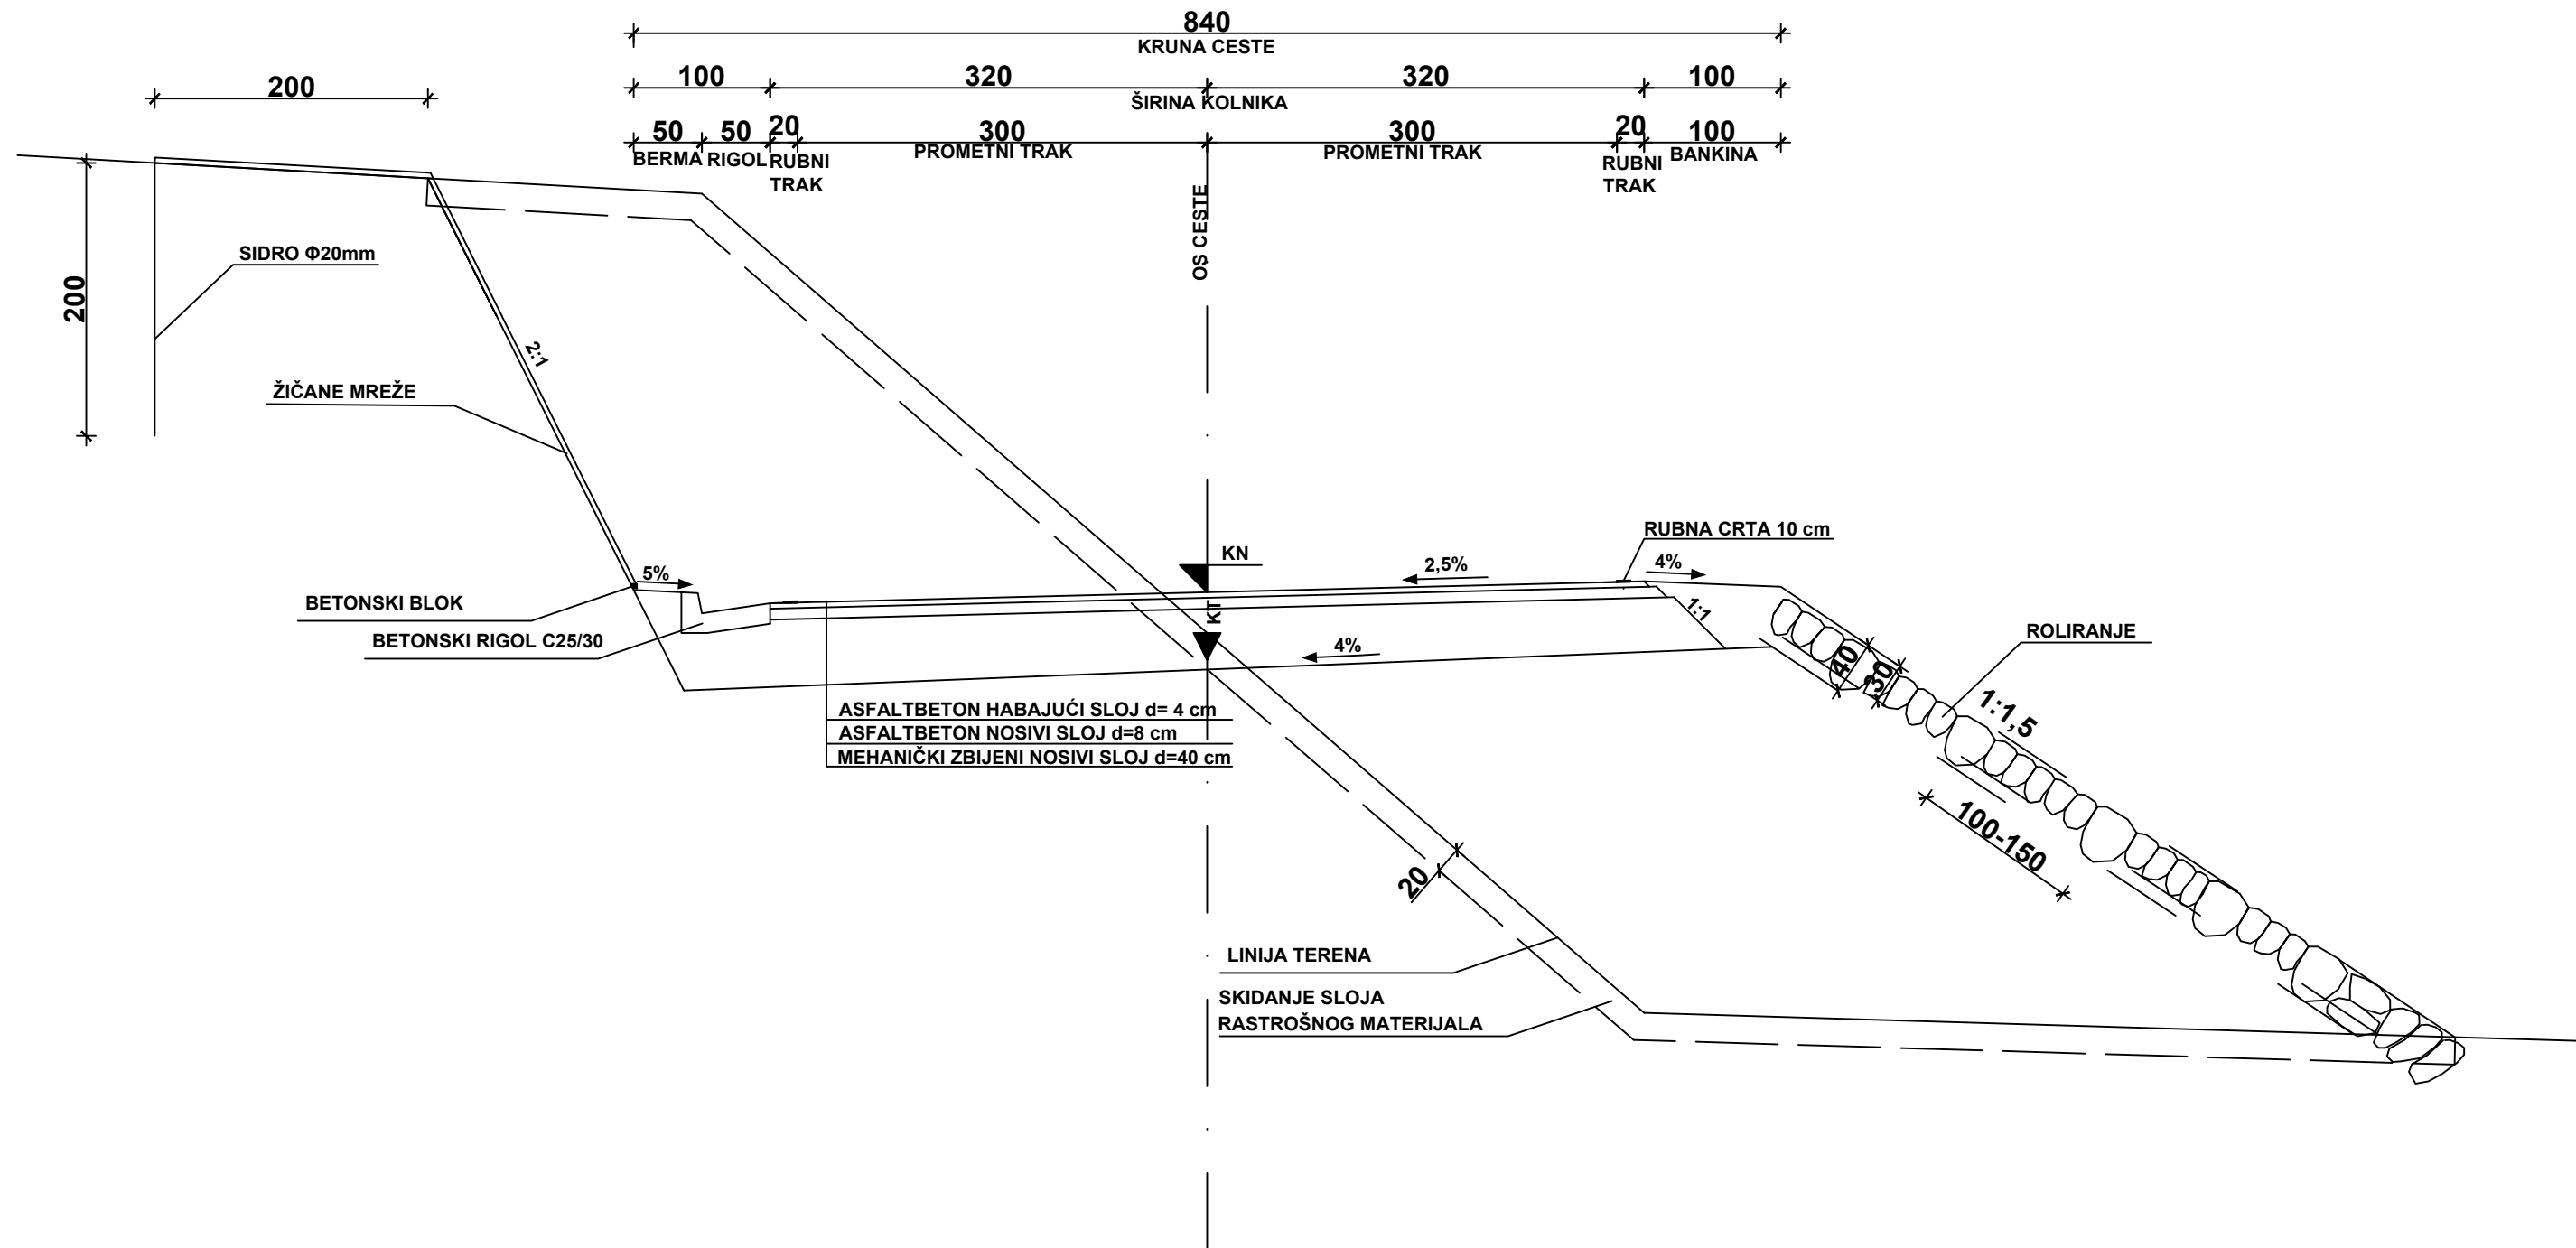 840
KRUNA CESTE
200
100
320
320
100
ŠIRINA KOLNIKA
50
50
20
300
300
20
100
BERMA
RIGOL
RUBNI
TRAK
PROMETNI TRAK
PROMETNI TRAK
RUBNI
TRAK
BANKINA
OS CESTE
200
SIDRO Φ20mm
2:1
ŽIČANE MREŽE
5%
BETONSKI BLOK
BETONSKI RIGOL C25/30
KN
KT
2,5%
RUBNA CRTA 10 cm
4%
1:1
4%
ROLIRANJE
40
30
1:1,5
100-150
ASFALTBETON HABAJUĆI SLOJ d= 4 cm
ASFALTBETON NOSIVI SLOJ d=8 cm
MEHANIČKI ZBIJENI NOSIVI SLOJ d=40 cm
20
LINIJA TERENA
SKIDANJE SLOJA
RASTROŠNOG MATERIJALA